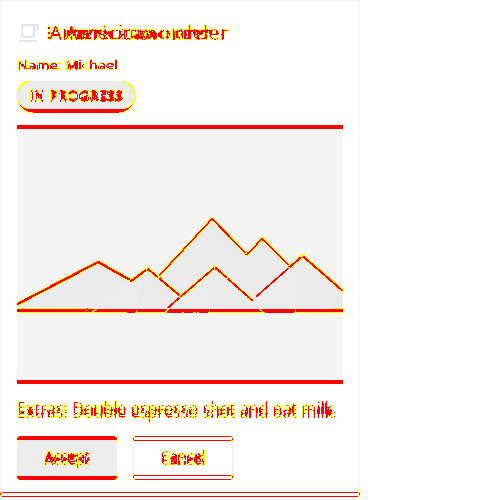 Americano order
Name: Michael
IN PROGRESS
Extras: Double espresso shot and oat milk.
Accept
Cancel